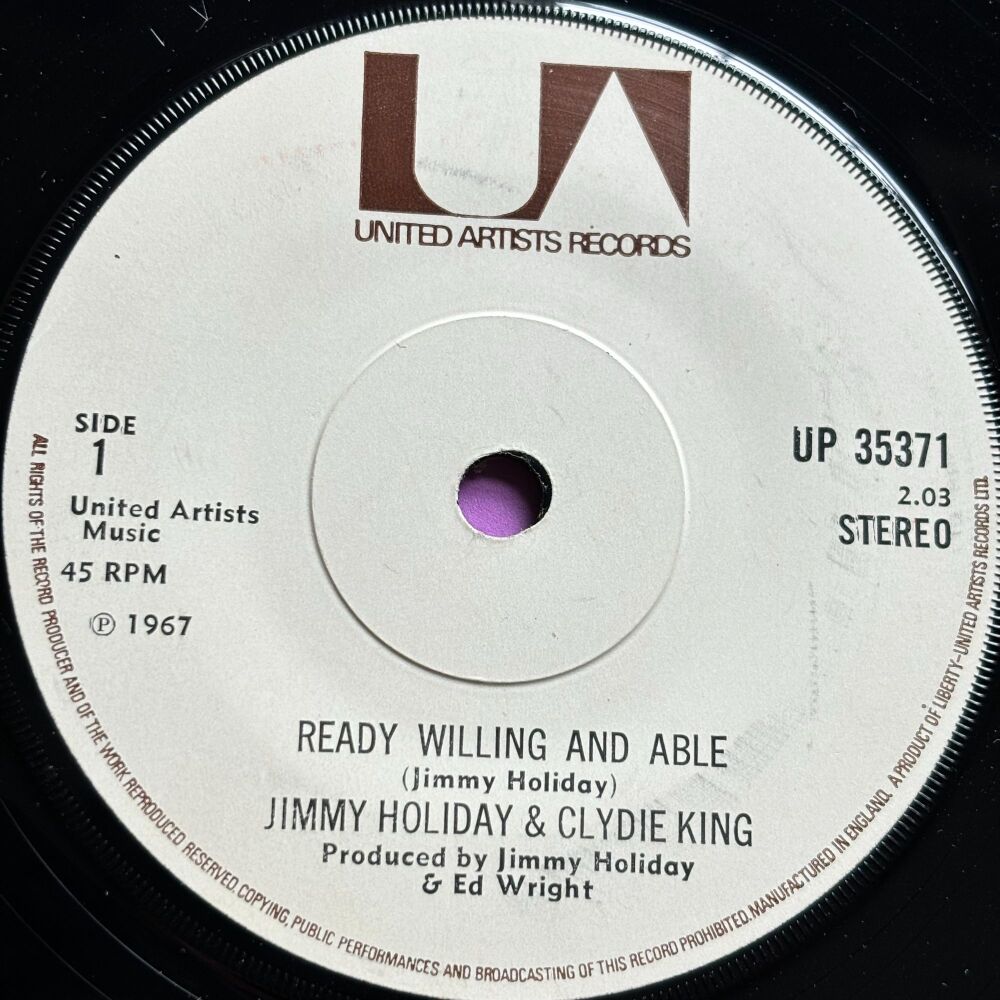 UA
UNITED ARTISTS RECORDS
SIDE
1
United Artists
Music
45 RPM
℗ 1967
UP 35371
2.03
STEREO
READY WILLING AND ABLE
(Jimmy Holiday)
JIMMY HOLIDAY & CLYDIE KING
Produced by Jimmy Holiday
& Ed Wright
ALL RIGHTS OF THE RECORD PRODUCER AND OF THE WORK REPRODUCED RESERVED. COPYING, PUBLIC PERFORMANCES AND BROADCASTING OF THIS RECORD PROHIBITED. MANUFACTURED IN ENGLAND. A PRODUCT OF LIBERTY-UNITED ARTISTS RECORDS LTD.